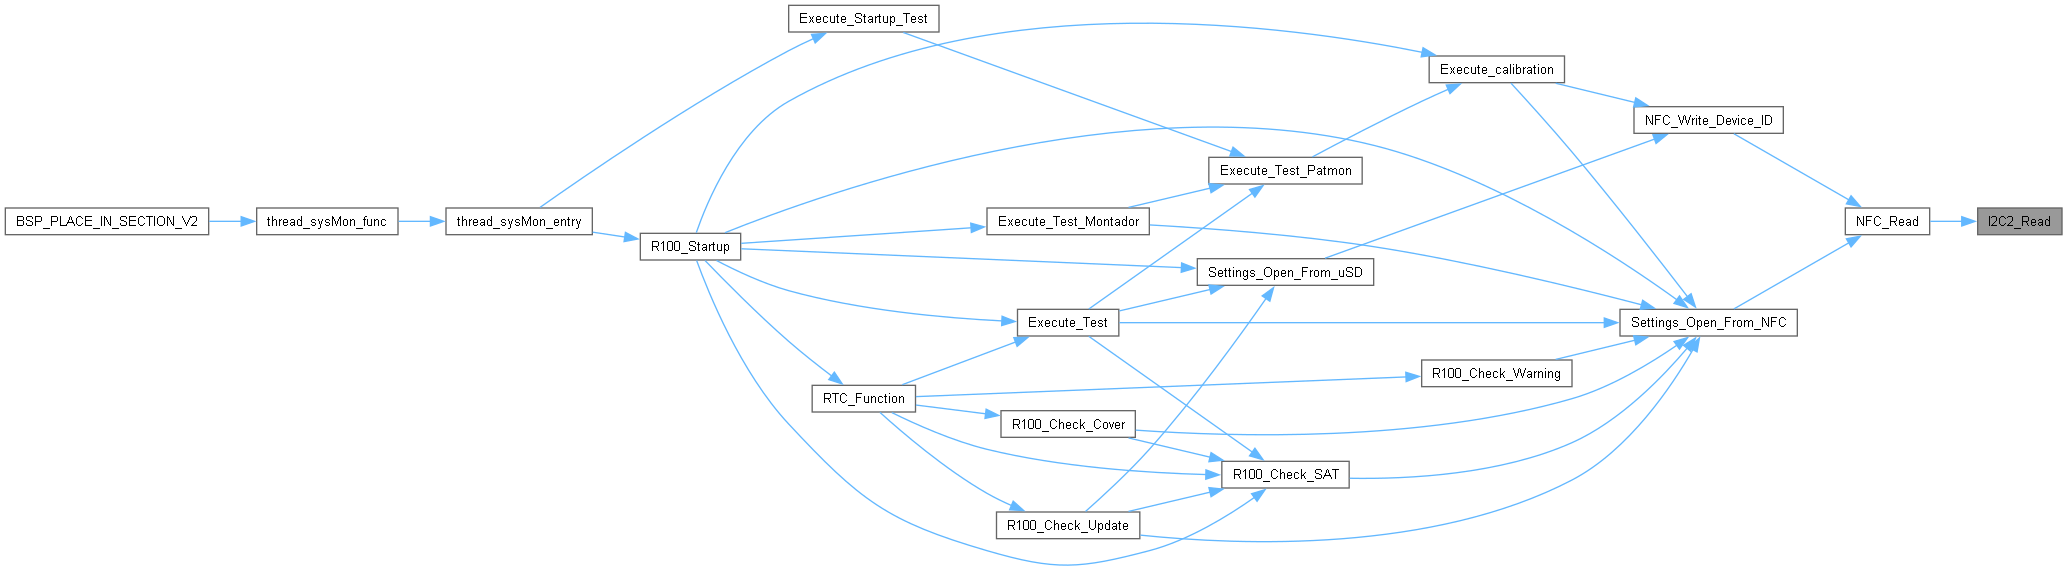 Execute_Startup_Test
Execute_calibration
NFC_Write_Device_ID
Execute_Test_Patmon
BSP_PLACE_IN_SECTION_V2
thread_sysMon_func
thread_sysMon_entry
Execute_Test_Montador
NFC_Read
I2C2_Read
R100_Startup
Settings_Open_From_uSD
Execute_Test
Settings_Open_From_NFC
R100_Check_Warning
RTC_Function
R100_Check_Cover
R100_Check_SAT
R100_Check_Update